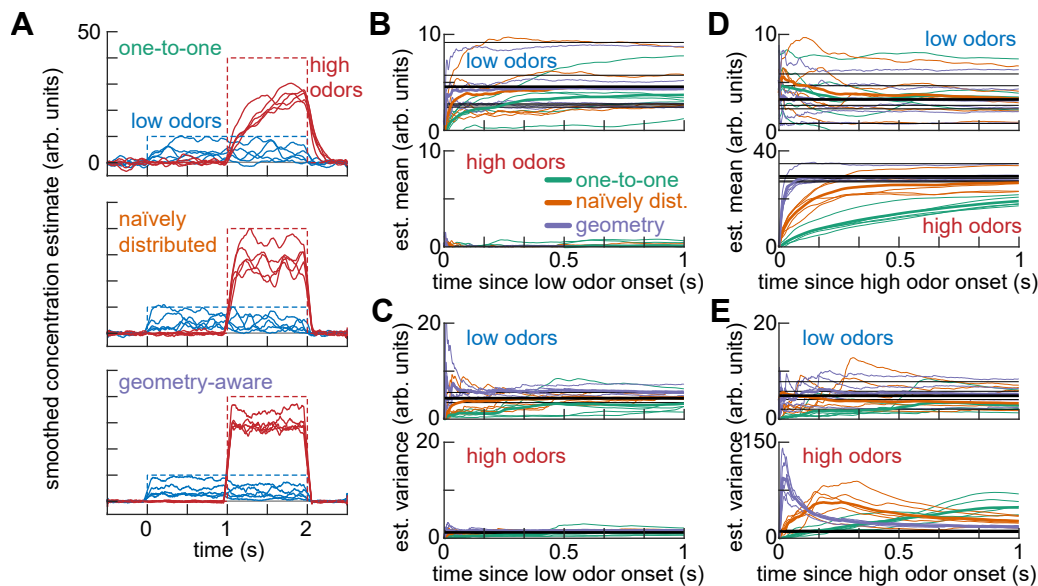 A
50
0
one-to-one
high
odors
low odors
naïvely
distributed
geometry-aware
smoothed concentration estimate (arb. units)
0
1
2
time (s)
B
10
0
low odors
10
0
high odors
one-to-one
naïvely dist.
geometry
est. mean (arb. units)
0
0.5
1
time since low odor onset (s)
C
20
0
low odors
20
0
high odors
est. variance (arb. units)
0
0.5
1
time since low odor onset (s)
D
10
0
low odors
40
0
high odors
est. mean (arb. units)
0
0.5
1
time since high odor onset (s)
E
20
0
low odors
150
0
high odors
est. variance (arb. units)
0
0.5
1
time since high odor onset (s)